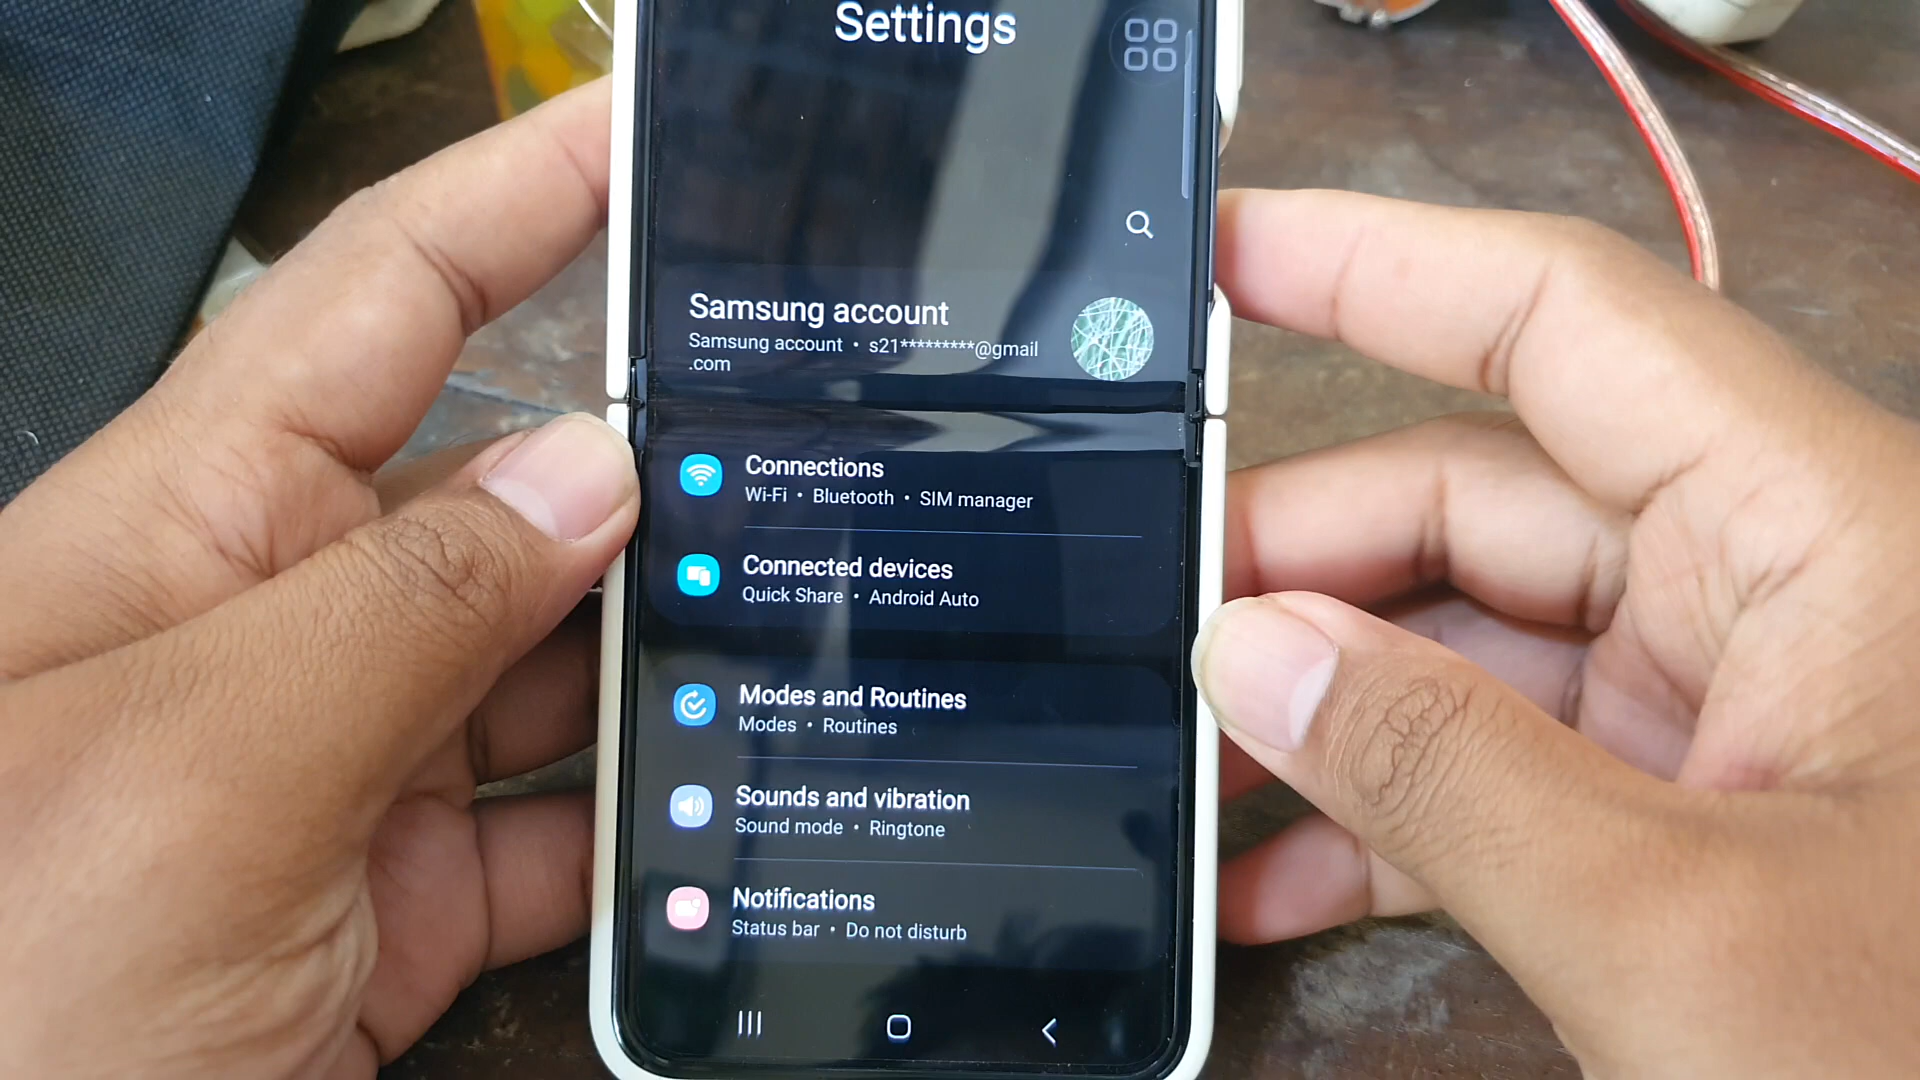 Settings
Samsung account
Samsung account • s21*********@gmail
.com
Connections
Wi-Fi • Bluetooth • SIM manager
Connected devices
Quick Share • Android Auto
Modes and Routines
Modes • Routines
Sounds and vibration
Sound mode • Ringtone
Notifications
Status bar • Do not disturb